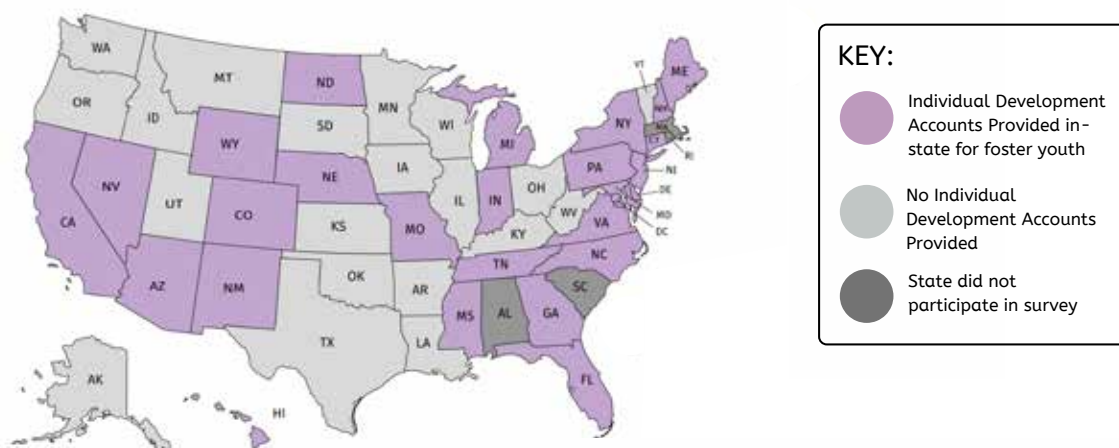 WA
MT
ND
MN
VT
ME
OR
ID
SD
WI
NY
NH
MA
CT
RI
WY
MI
IA
NE
PA
NJ
NV
UT
CO
IL
IN
OH
DE
CA
KS
MO
KY
WV
VA
MD
DC
AZ
NM
OK
AR
TN
NC
SC
TX
LA
MS
AL
GA
FL
AK
HI
KEY:
Individual Development
Accounts Provided in-
state for foster youth
No Individual
Development Accounts
Provided
State did not
participate in survey